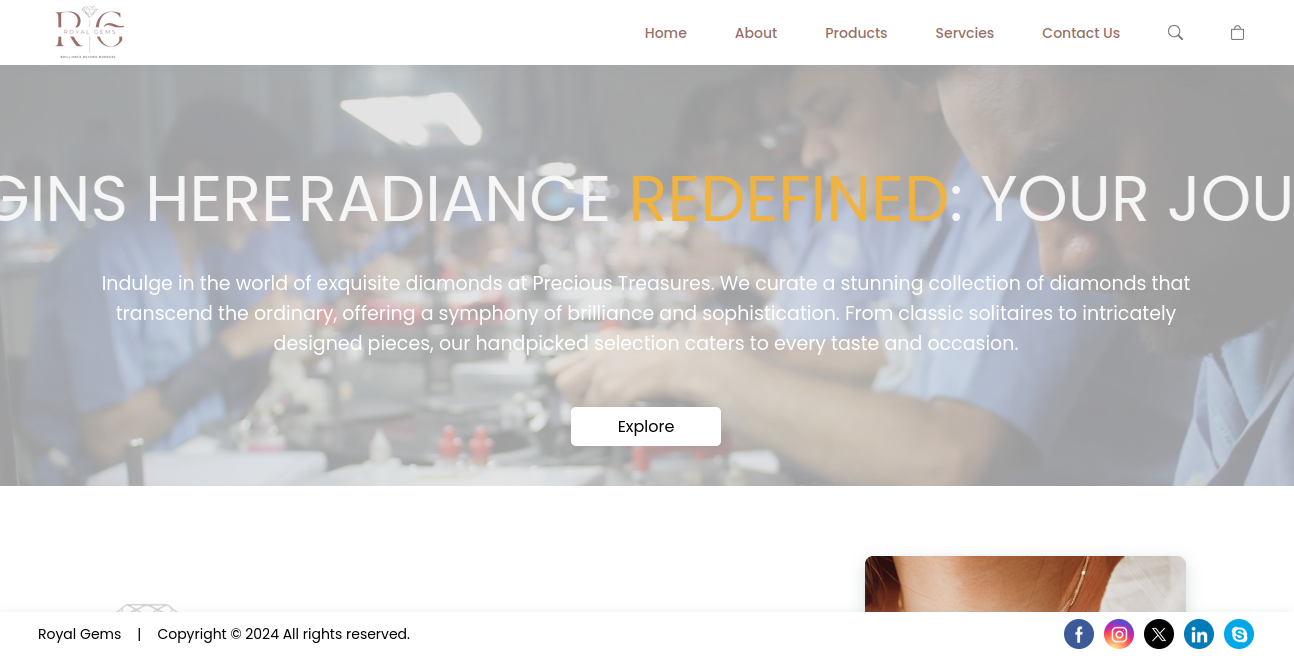 RG
ROYAL GEMS
BRILLIANCE BEYOND BORDERS
Home About Products Servcies Contact Us
GINS HERE RADIANCE REDEFINED: YOUR JOU
Indulge in the world of exquisite diamonds at Precious Treasures. We curate a stunning collection of diamonds that
transcend the ordinary, offering a symphony of brilliance and sophistication. From classic solitaires to intricately
designed pieces, our handpicked selection caters to every taste and occasion.
Explore
Royal Gems | Copyright © 2024 All rights reserved.